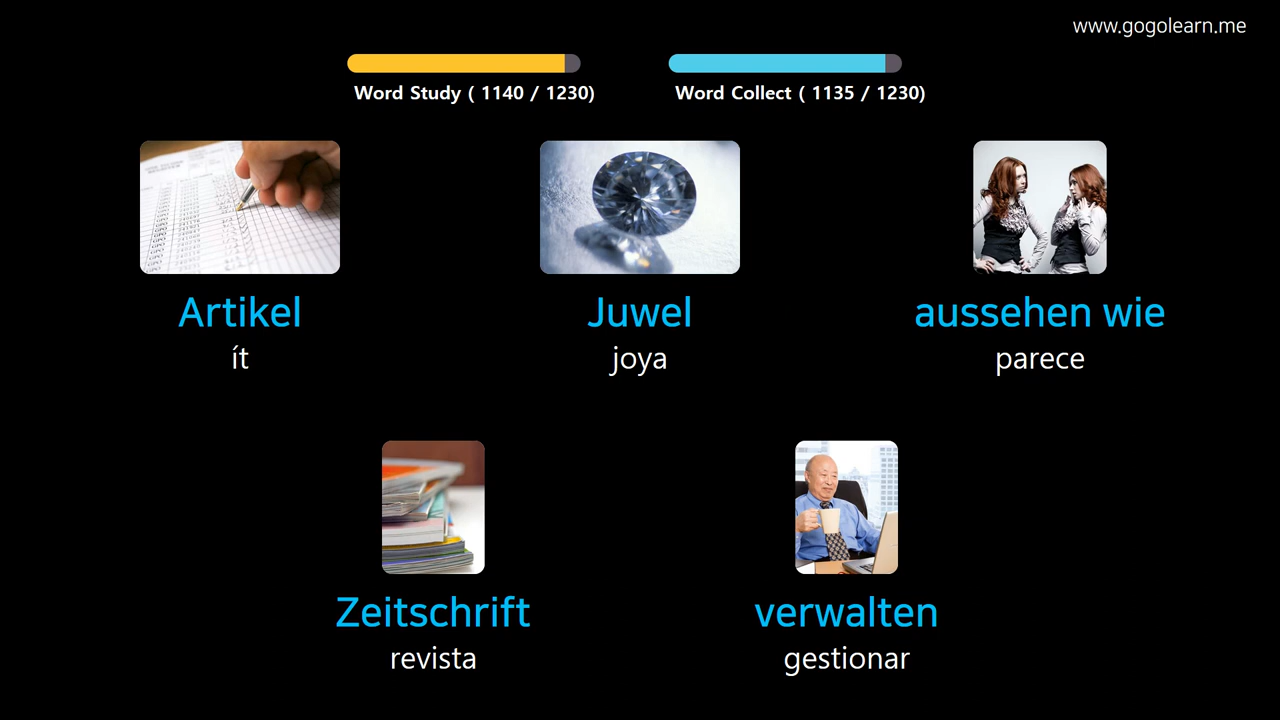 www.gogolearn.me
Word Study ( 1140 / 1230)
Word Collect ( 1135 / 1230)
Artikel
ít
Juwel
joya
aussehen wie
parece
Zeitschrift
revista
verwalten
gestionar